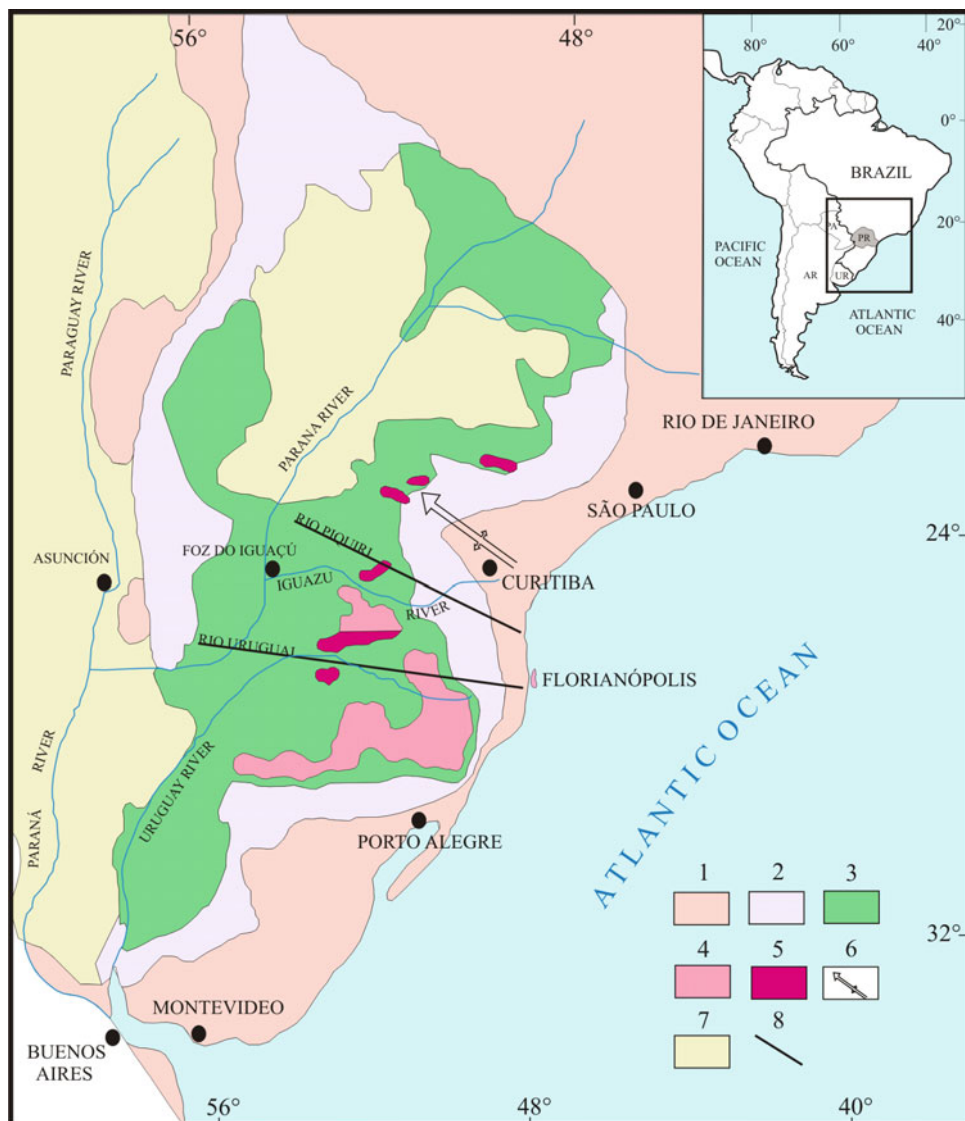 56°
48°
80°
60°
40°
20°
0°
BRAZIL
20°
PA
PR
PACIFIC
OCEAN
AR
UR
ATLANTIC
OCEAN
40°
PARAGUAY RIVER
PARANA RIVER
RIO DE JANEIRO
SÃO PAULO
24°
RIO PIQUIRI
FOZ DO IGUAÇÚ
ASUNCIÓN
IGUAZU
RIVER
CURITIBA
RIO URUGUAI
FLORIANÓPOLIS
PARANÁ
RIVER
URUGUAY RIVER
PORTO ALEGRE
ATLANTIC OCEAN
1
2
3
32°
4
5
6
MONTEVIDEO
7
8
BUENOS
AIRES
56°
48°
40°